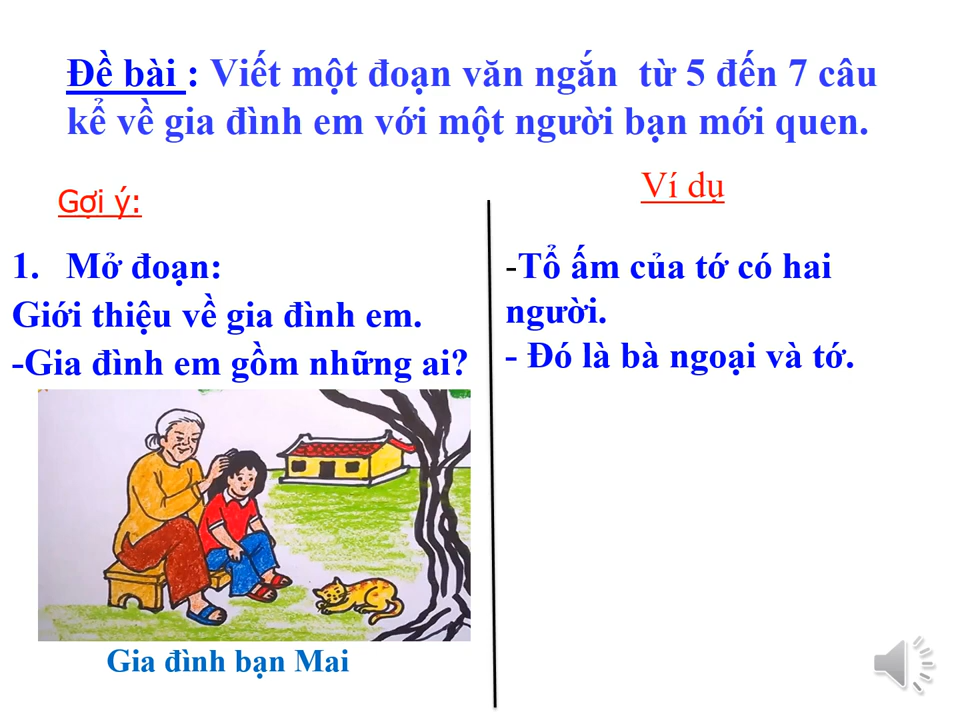 Đề bài : Viết một đoạn văn ngắn từ 5 đến 7 câu
kể về gia đình em với một người bạn mới quen.
Gợi ý:
1. Mở đoạn:
Giới thiệu về gia đình em.
-Gia đình em gồm những ai?
Gia đình bạn Mai
Ví dụ
-Tổ ấm của tớ có hai
người.
- Đó là bà ngoại và tớ.